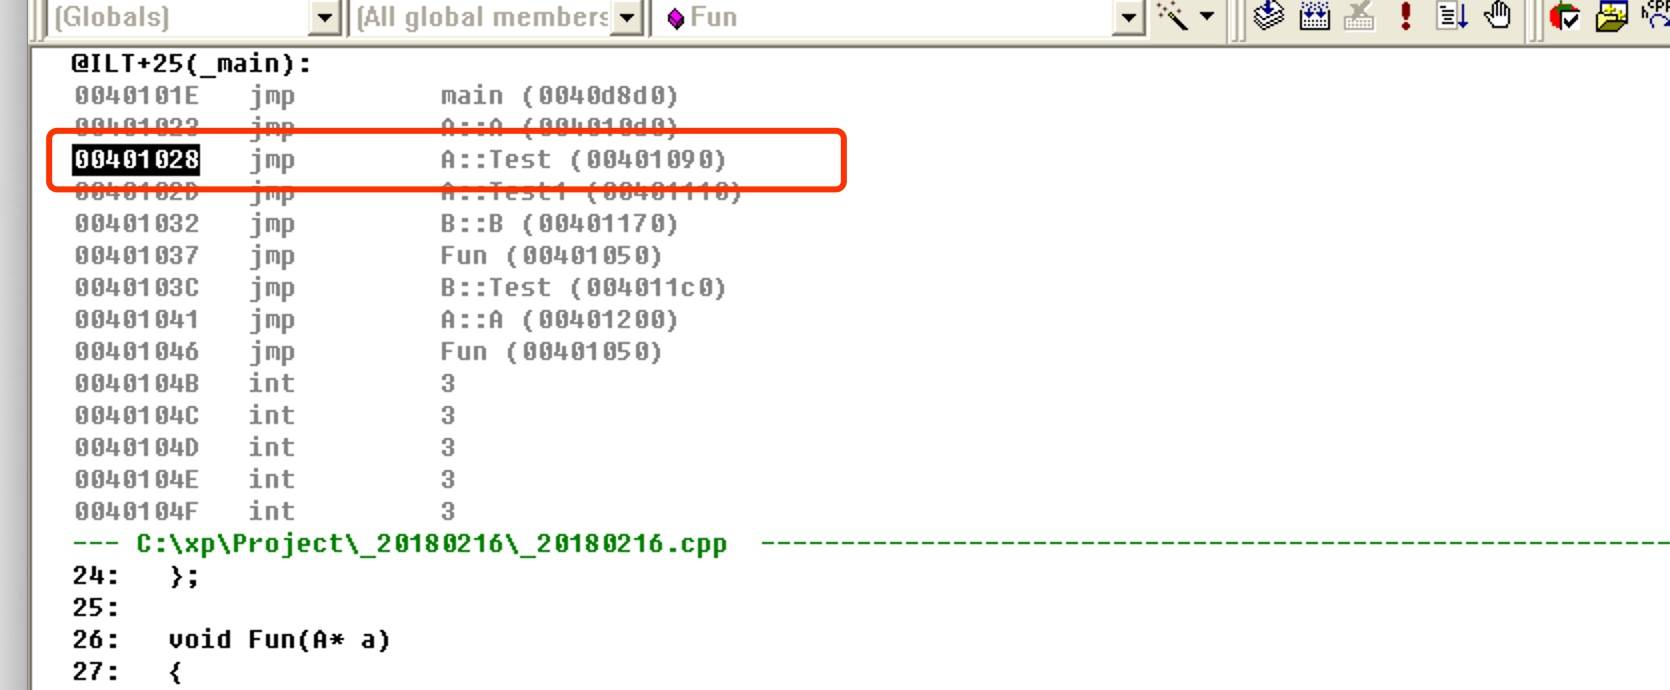 (Globals) (All global members Fun
@ILT+25(_main):
0040101E jmp main (0040d8d0)
00401023 jmp A::A (004010d0)
00401028 jmp A::Test (00401090)
0040102D jmp A::Test1 (00401110)
00401032 jmp B::B (00401170)
00401037 jmp Fun (00401050)
0040103C jmp B::Test (004011c0)
00401041 jmp A::A (00401200)
00401046 jmp Fun (00401050)
0040104B int 3
0040104C int 3
0040104D int 3
0040104E int 3
0040104F int 3
--- C:\xp\Project\_20180216\_20180216.cpp ---------------------------------------------------------
24: };
25:
26: void Fun(A* a)
27: {